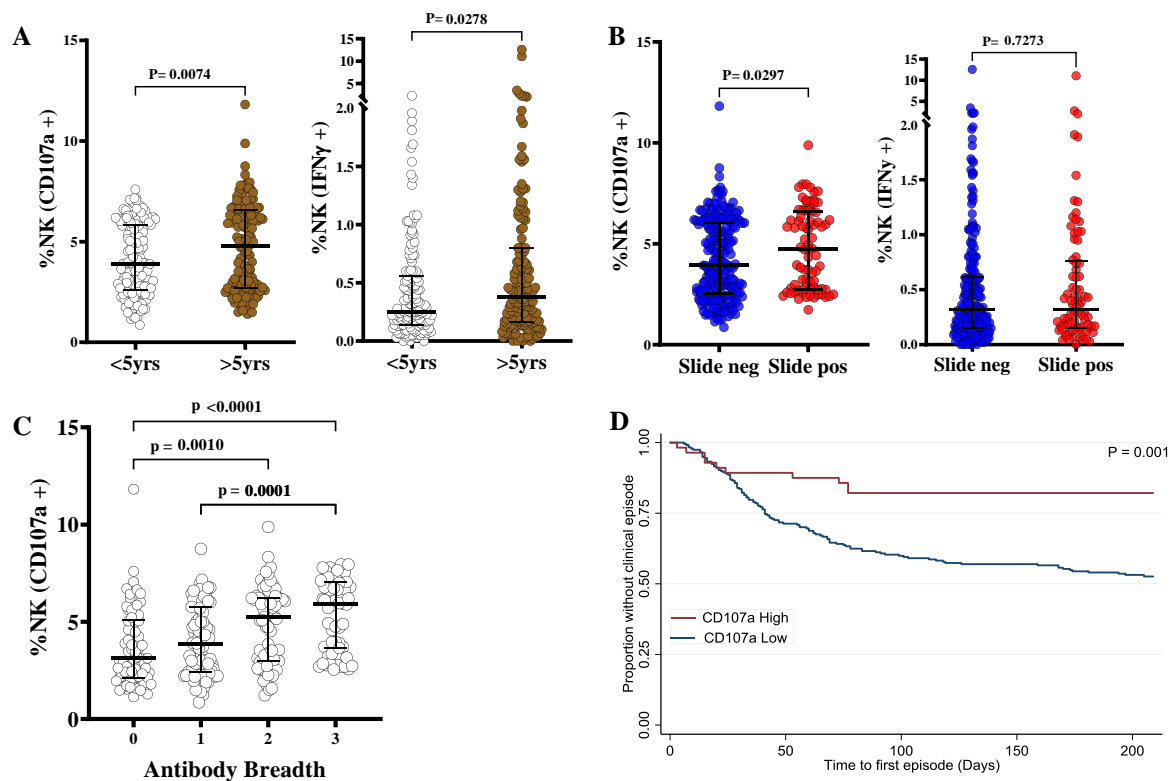 A
P= 0.0074
%NK (CD107a +)
15
10
5
0
<5yrs
>5yrs
P= 0.0278
%NK (IFNγ +)
15
10
5
2.0
1.5
1.0
0.5
0.0
<5yrs
>5yrs
B
P= 0.0297
%NK (CD107a +)
15
10
5
0
Slide neg
Slide pos
P= 0.7273
%NK (IFNy +)
15
10
5
2.0
1.5
1.0
0.5
0.0
Slide neg
Slide pos
C
p <0.0001
p = 0.0010
p = 0.0001
%NK (CD107a +)
15
10
5
0
0
1
2
3
Antibody Breadth
D
P = 0.001
Proportion without clinical episode
1.00
0.75
0.50
0.25
0.00
CD107a High
CD107a Low
0
50
100
150
200
Time to first episode (Days)